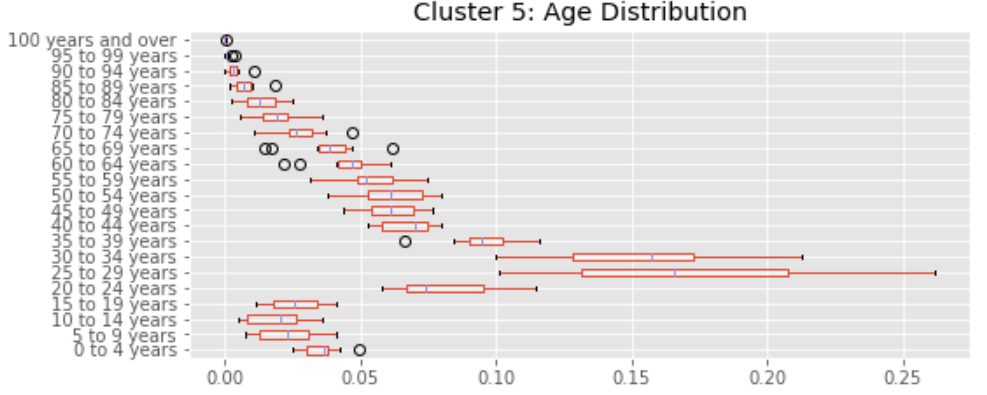 Cluster 5: Age Distribution
100 years and over
95 to 99 years
90 to 94 years
85 to 89 years
80 to 84 years
75 to 79 years
70 to 74 years
65 to 69 years
60 to 64 years
55 to 59 years
50 to 54 years
45 to 49 years
40 to 44 years
35 to 39 years
30 to 34 years
25 to 29 years
20 to 24 years
15 to 19 years
10 to 14 years
5 to 9 years
0 to 4 years
0.00 0.05 0.10 0.15 0.20 0.25